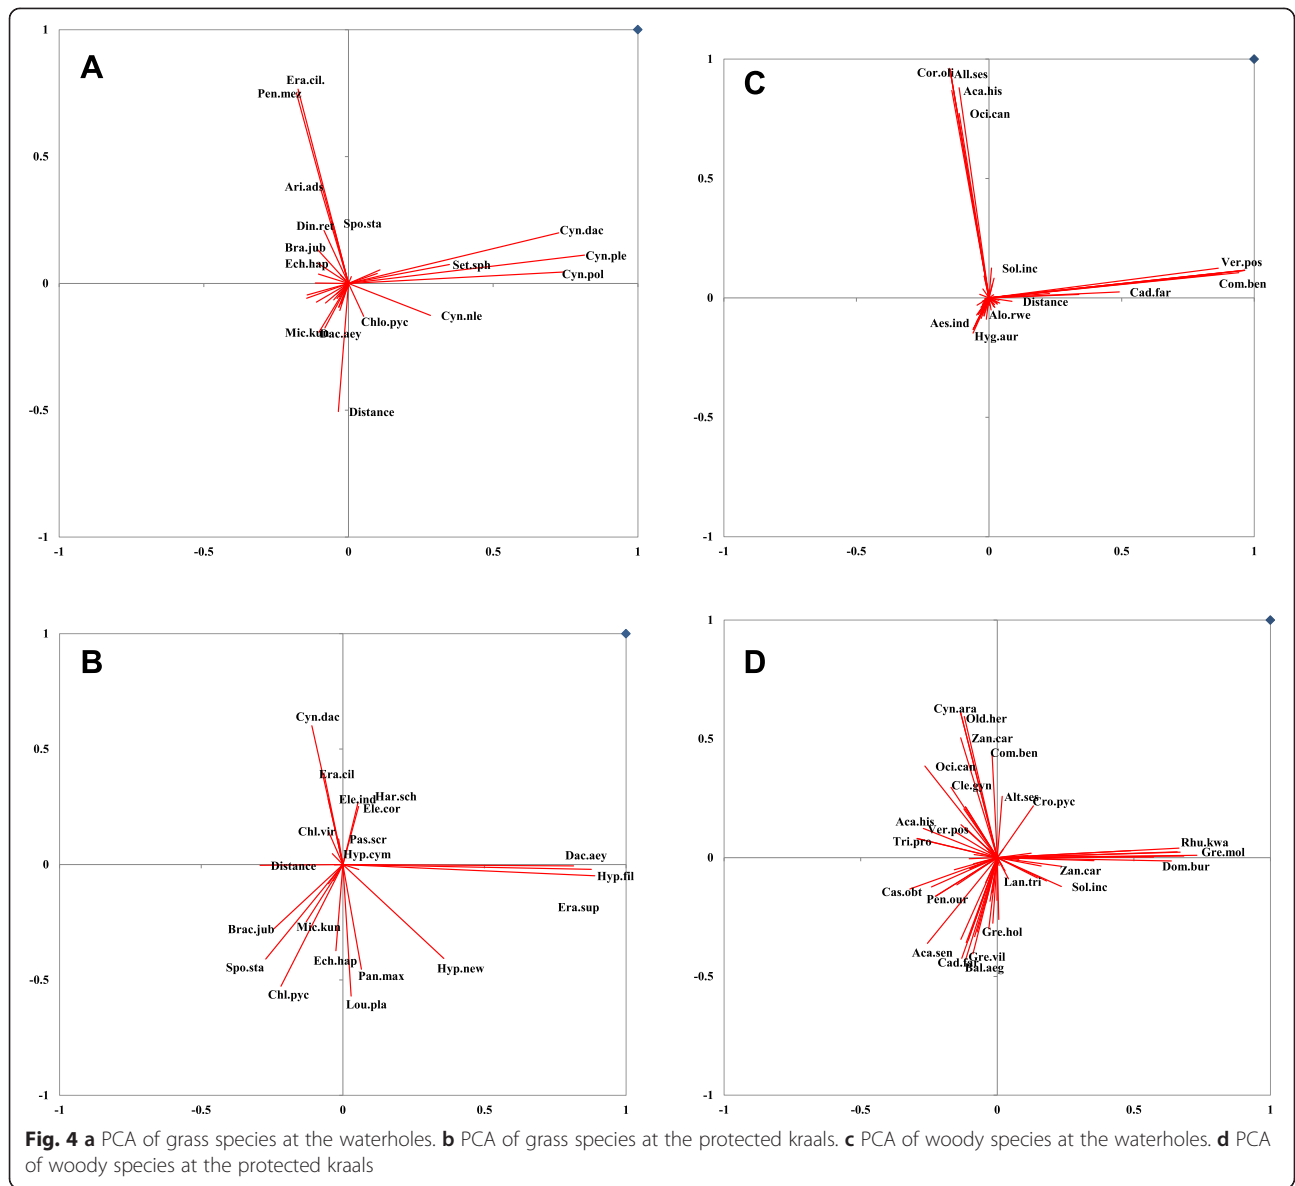 A
1
0.5
0
-0.5
-1
-1
-0.5
0
0.5
1
Era.cil.
Pen.mez
Ari.ads
Din.ret
Spo.sta
Bra.jub
Ech.hap
Cyn.dac
Cyn.ple
Set.sph
Cyn.pol
Cyn.nle
Chlo.pyc
Mic.kun
Dac.aey
Distance
C
1
0.5
0
-0.5
-1
-1
-0.5
0
0.5
1
Cor.oli
All.ses
Aca.his
Oci.can
Sol.inc
Ver.pos
Com.ben
Cad.far
Distance
Alo.rwe
Aes.ind
Hyg.aur
B
1
0.5
0
-0.5
-1
-1
-0.5
0
0.5
1
Cyn.dac
Era.cil
Ele.ind
Har.sch
Ele.cor
Chl.vir
Pas.scr
Hyp.cym
Distance
Dac.aey
Hyp.fil
Era.sup
Brac.jub
Mic.kun
Spo.sta
Ech.hap
Pan.max
Hyp.new
Chl.pyc
Lou.pla
D
1
0.5
0
-0.5
-1
-1
-0.5
0
0.5
1
Cyn.ara
Old.her
Zan.car
Com.ben
Oci.can
Cle.gyn
Alt.ses
Cro.pyc
Aca.his
Ver.pos
Tri.pro
Rhu.kwa
Gre.mol
Dom.bur
Zan.car
Sol.inc
Lan.tri
Cas.obt
Pen.our
Gre.hol
Aca.sen
Gre.vil
Cad.far
Bal.aeg
Fig. 4 a PCA of grass species at the waterholes. b PCA of grass species at the protected kraals. c PCA of woody species at the waterholes. d PCA
of woody species at the protected kraals